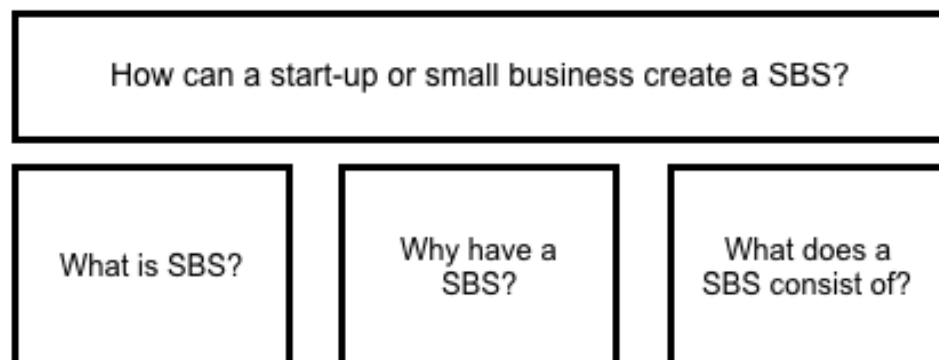 How can a start-up or small business create a SBS?
What is SBS?
Why have a
SBS?
What does a
SBS consist of?